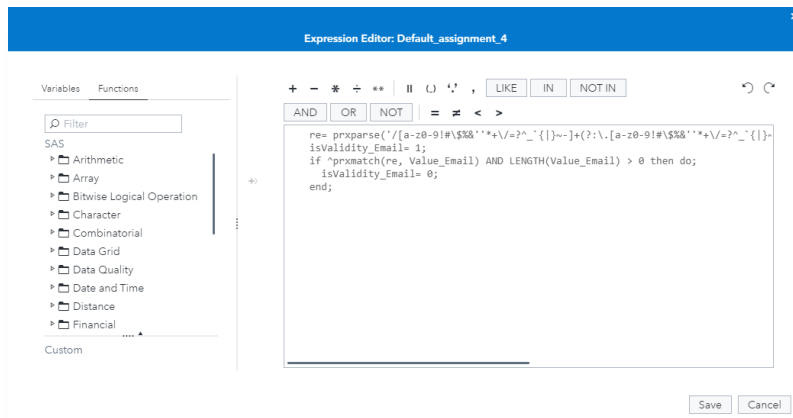 Expression Editor: Default_assignment_4
Variables Functions
+ - * ÷ ** || (,) ‘.’ , LIKE IN NOT IN
AND OR NOT = ≠ < >
Filter
SAS
Arithmetic
Array
Bitwise Logical Operation
Character
Combinatorial
Data Grid
Data Quality
Date and Time
Distance
Financial
Custom
re= prxparse('/[a-z0-9!#\$%&''*+\/=?^_`{|}~-]+(?:\.[a-z0-9!#\$%&''*+\/=?^_`{|}~
isValidity_Email= 1;
if ^prxmatch(re, Value_Email) AND LENGTH(Value_Email) > 0 then do;
isValidity_Email= 0;
end;
Save Cancel